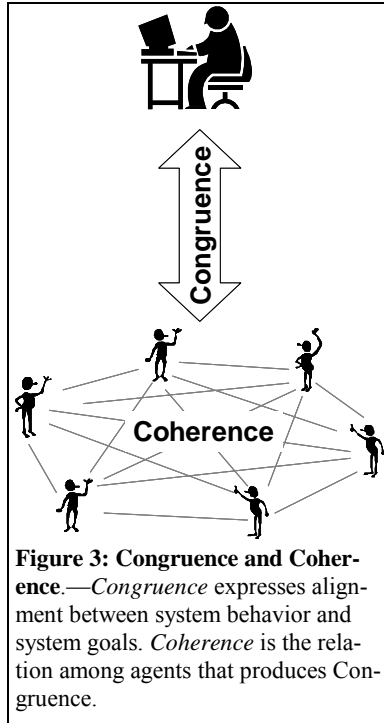 Congruence
Coherence
Figure 3: Congruence and Coher-
ence.—Congruence expresses align-
ment between system behavior and
system goals. Coherence is the rela-
tion among agents that produces Con-
gruence.